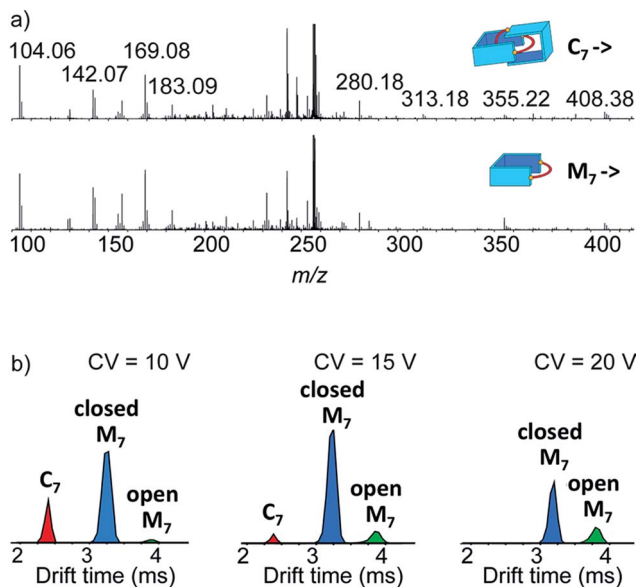 a)
104.06
142.07
169.08
183.09
280.18
313.18
355.22
408.38
C₇ ->
M₇ ->
100 150 200 250 300 350 400
m/z
b) CV = 10 V CV = 15 V CV = 20 V
C₇ closed M₇ open M₇
C₇ closed M₇ open M₇
closed M₇ open M₇
2 3 4 2 3 4 2 3 4
Drift time (ms) Drift time (ms) Drift time (ms)